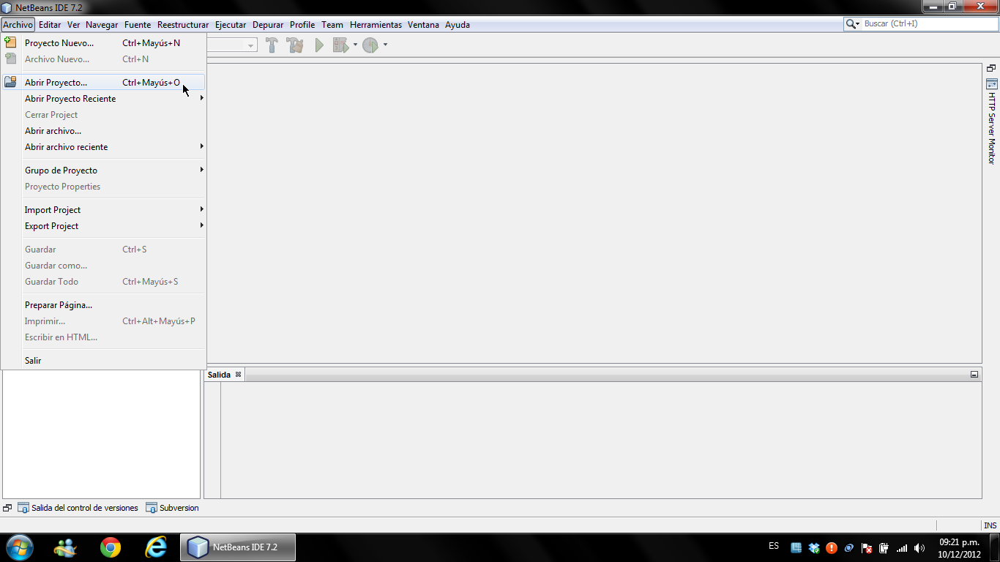 NetBeans IDE 7.2
Archivo Editar Ver Navegar Fuente Reestructurar Ejecutar Depurar Profile Team Herramientas Ventana Ayuda
Buscar (Ctrl+I)
Proyecto Nuevo... Ctrl+Mayús+N
Archivo Nuevo... Ctrl+N
Abrir Proyecto... Ctrl+Mayús+O
Abrir Proyecto Reciente
Cerrar Project
Abrir archivo...
Abrir archivo reciente
Grupo de Proyecto
Proyecto Properties
Import Project
Export Project
Guardar Ctrl+S
Guardar como...
Guardar Todo Ctrl+Mayús+S
Preparar Página...
Imprimir... Ctrl+Alt+Mayús+P
Escribir en HTML...
Salir
HTTP Server Monitor
Salida
Salida del control de versiones Subversion
INS
NetBeans IDE 7.2
ES
09:21 p.m.
10/12/2012